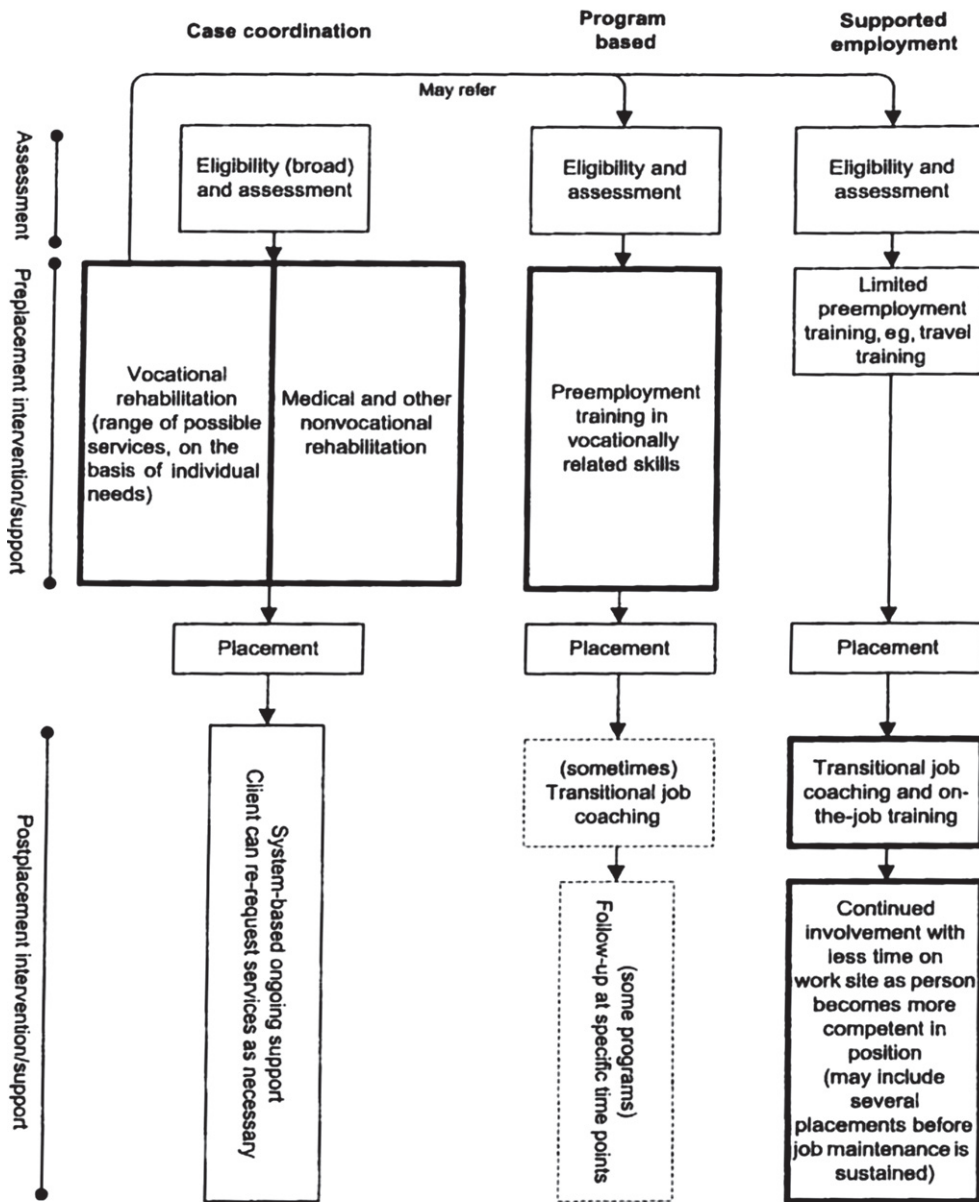 Case coordination
Program
based
Supported
employment
May refer
Assessment
Eligibility (broad)
and assessment
Eligibility and
assessment
Eligibility and
assessment
Preplacement intervention/support
Vocational
rehabilitation
(range of possible
services, on the
basis of individual
needs)
Medical and other
nonvocational
rehabilitation
Preemployment
training in
vocationally
related skills
Limited
preemployment
training, eg, travel
training
Placement
Placement
Placement
Postplacement intervention/support
System-based ongoing support
Client can re-request services as necessary
(sometimes)
Transitional job
coaching
(some programs)
Follow-up at specific time points
Transitional job
coaching and on-
the-job training
Continued
involvement with
less time on
work site as person
becomes more
competent in
position
(may include
several
placements before
job maintenance is
sustained)